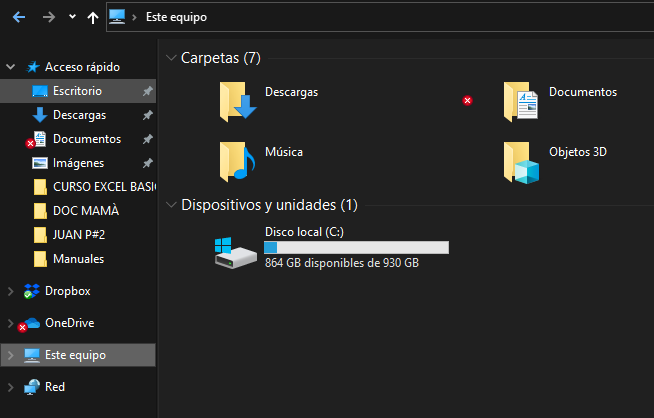 Este equipo
Acceso rápido
Escritorio
Descargas
Documentos
Imágenes
CURSO EXCEL BASIC
DOC MAMÀ
JUAN P#2
Manuales
Dropbox
OneDrive
Este equipo
Red
Carpetas (7)
Descargas
Documentos
Música
Objetos 3D
Dispositivos y unidades (1)
Disco local (C:)
864 GB disponibles de 930 GB